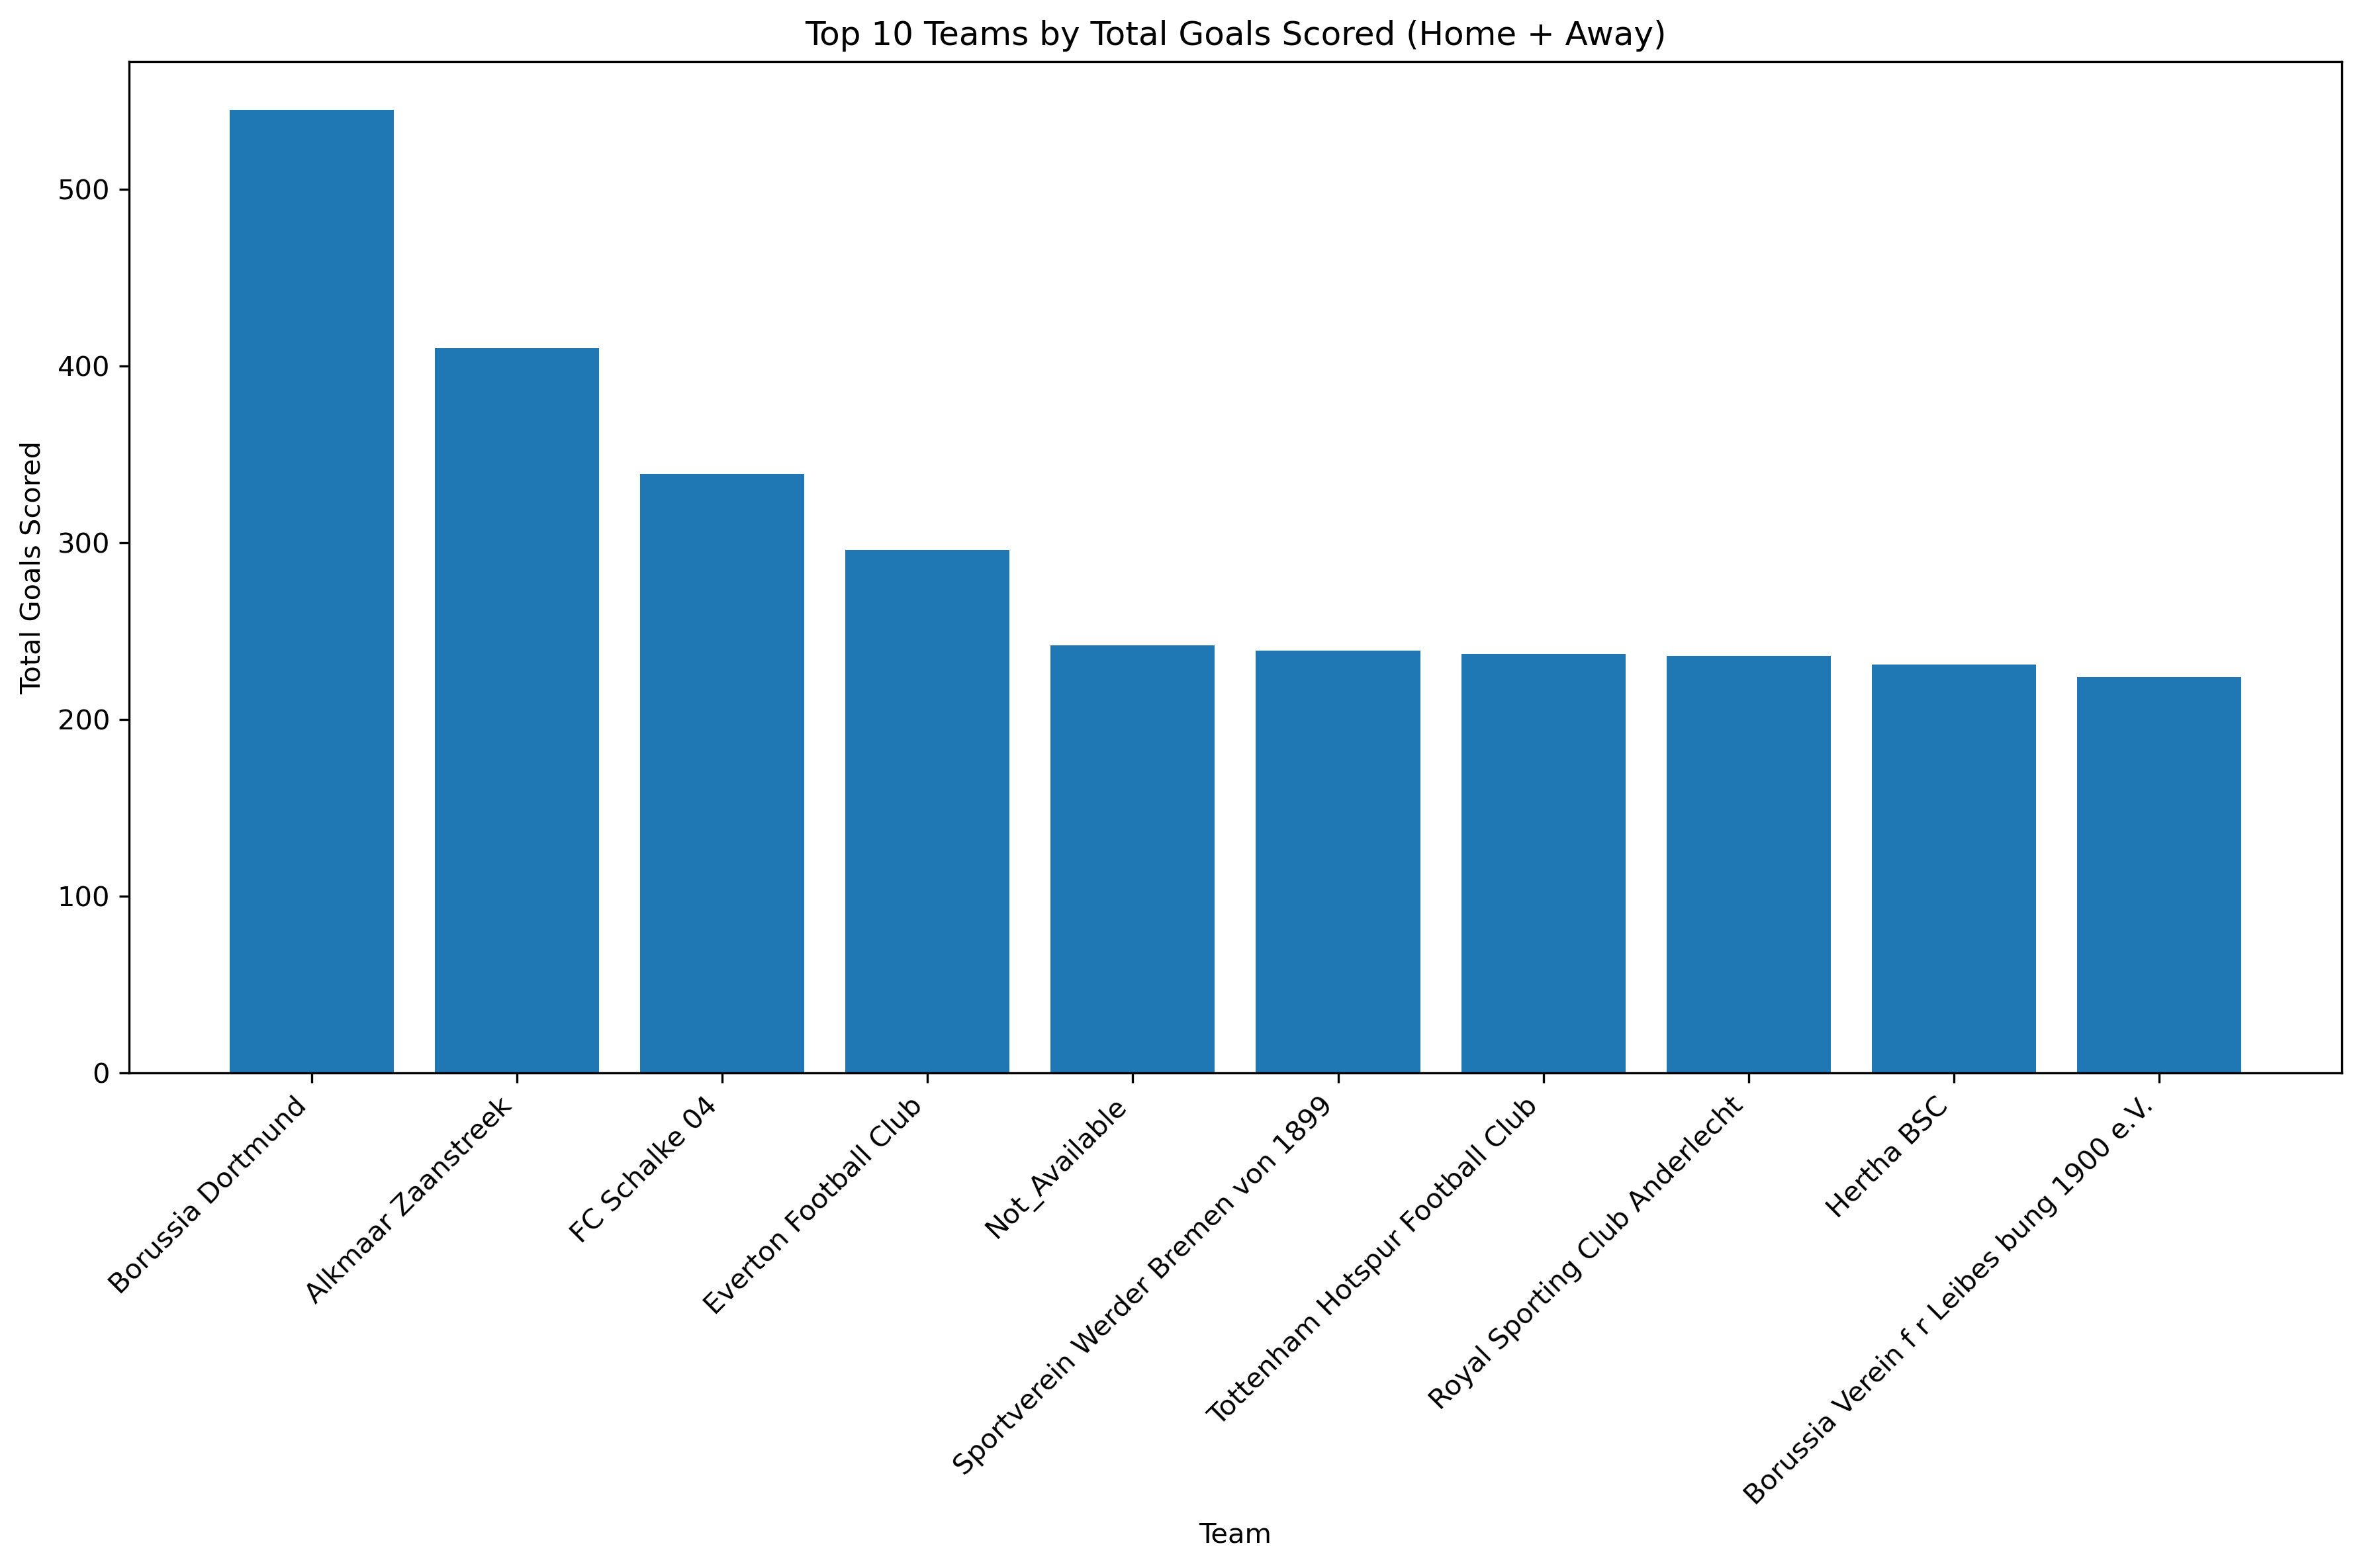 Top 10 Teams by Total Goals Scored (Home + Away)
Total Goals Scored
500
400
300
200
100
0
Borussia Dortmund
Alkmaar Zaanstreek
FC Schalke 04
Everton Football Club
Not_Available
Sportverein Werder Bremen von 1899
Tottenham Hotspur Football Club
Royal Sporting Club Anderlecht
Hertha BSC
Borussia Verein f r Leibes bung 1900 e.V.
Team